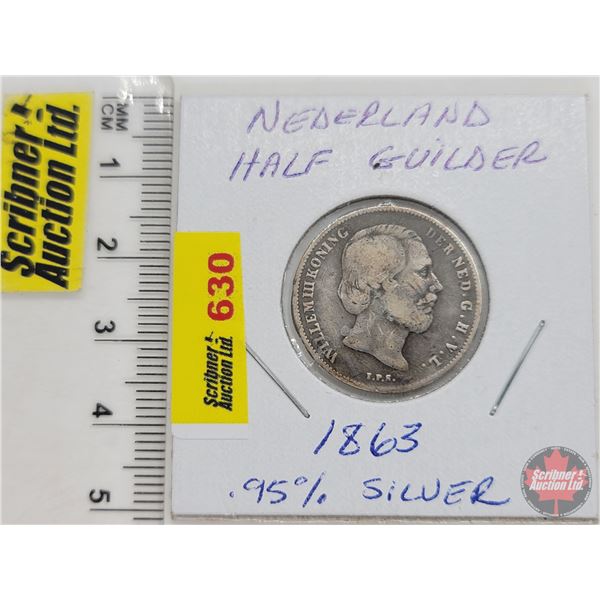 NEDERLAND
HALF GUILDER
Scribner
Auction Ltd.
MM
CM
1
2
3
4
5
630
Scribner
Auction Ltd.
WILLEM III KONING DER NED. G. H. V. L.
I.P.S.
1863
.95% SILVER
Scribner
Auction Ltd.